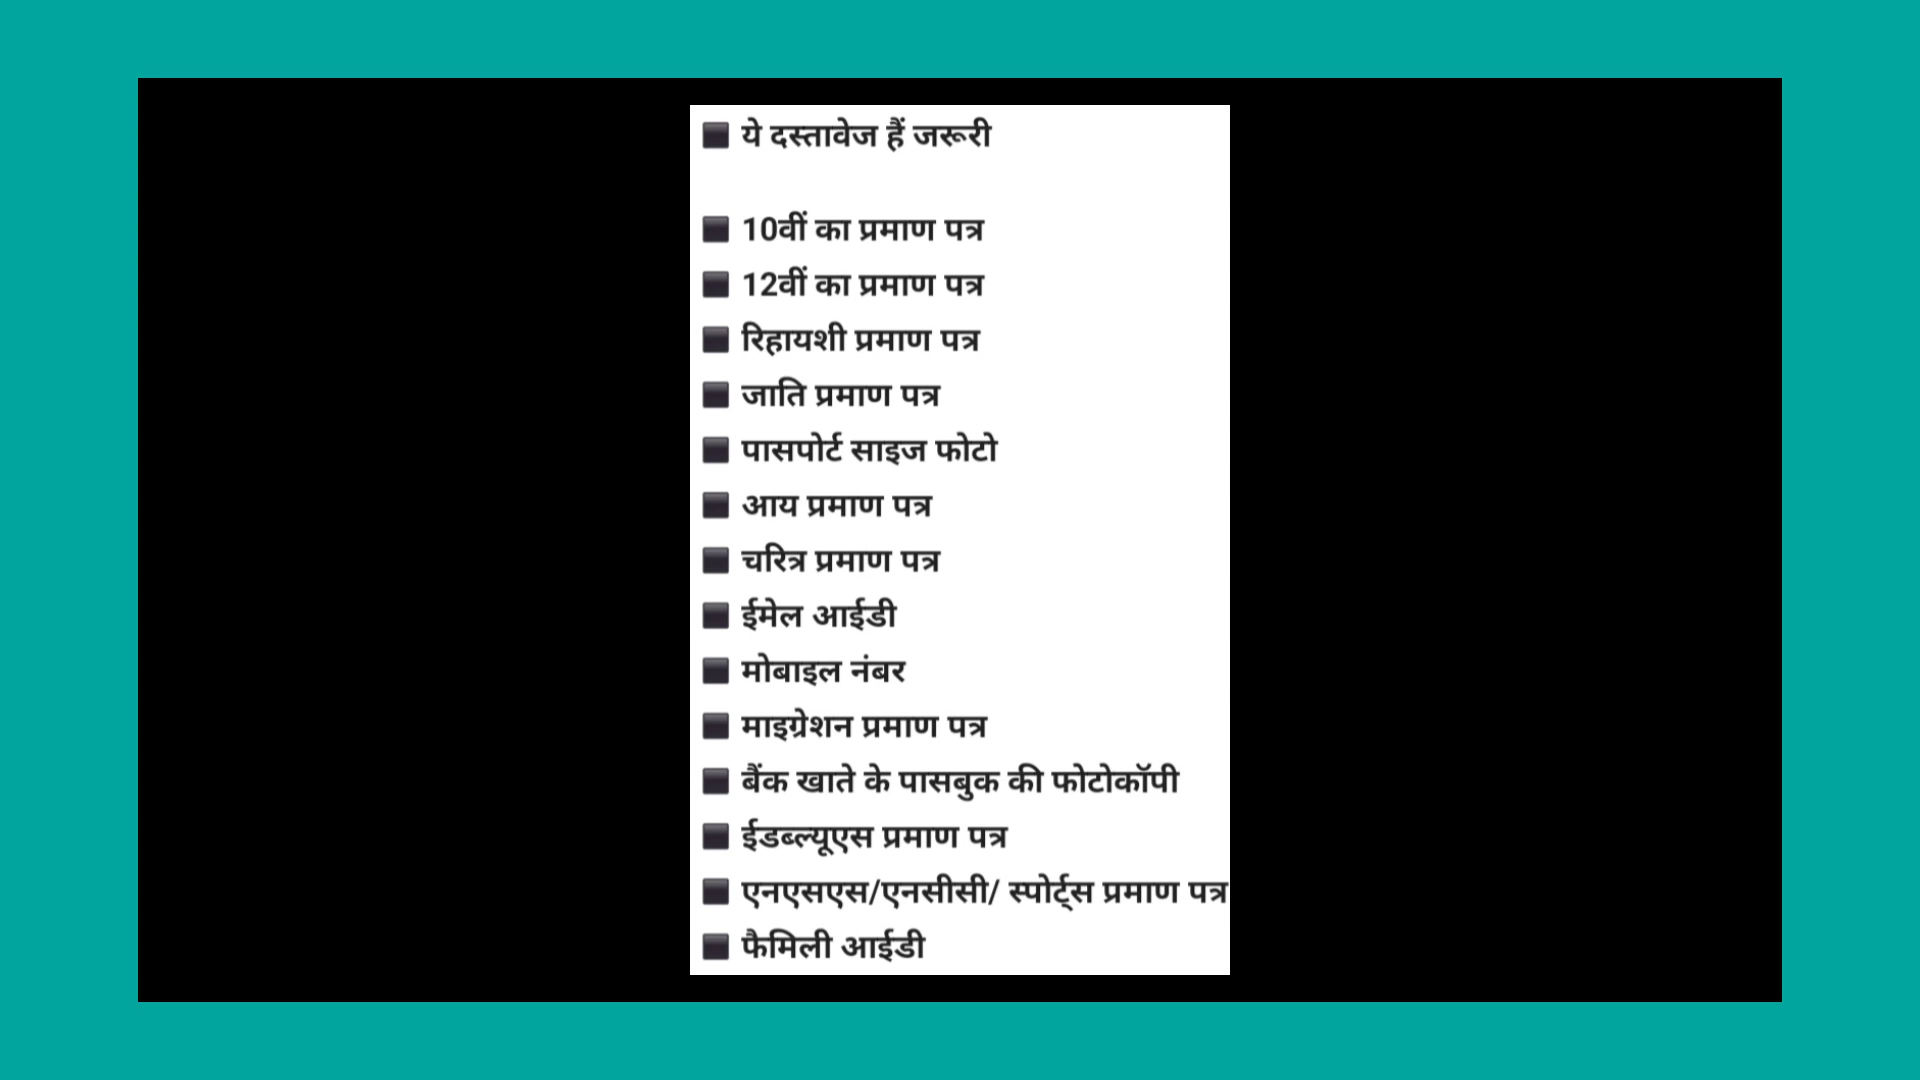 ◾ ये दस्तावेज हैं जरूरी
◾ 10वीं का प्रमाण पत्र
◾ 12वीं का प्रमाण पत्र
◾ रिहायशी प्रमाण पत्र
◾ जाति प्रमाण पत्र
◾ पासपोर्ट साइज फोटो
◾ आय प्रमाण पत्र
◾ चरित्र प्रमाण पत्र
◾ ईमेल आईडी
◾ मोबाइल नंबर
◾ माइग्रेशन प्रमाण पत्र
◾ बैंक खाते के पासबुक की फोटोकॉपी
◾ ईडब्ल्यूएस प्रमाण पत्र
◾ एनएसएस/एनसीसी/ स्पोर्ट्स प्रमाण पत्र
◾ फैमिली आईडी